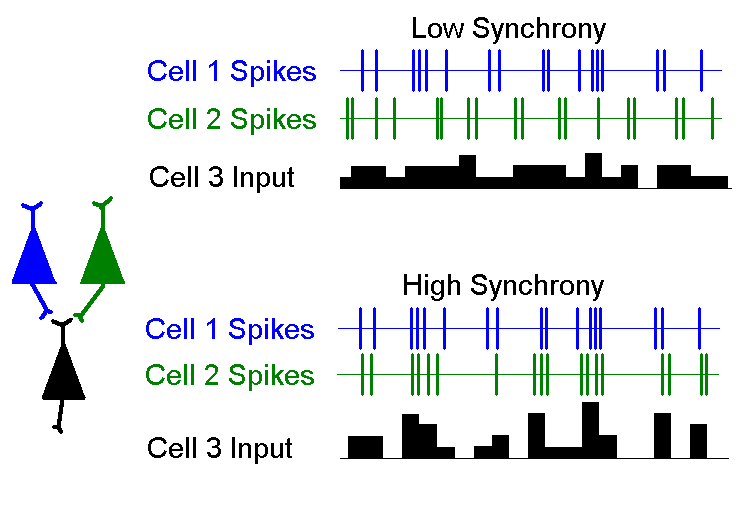 Low Synchrony
Cell 1 Spikes
Cell 2 Spikes
Cell 3 Input
High Synchrony
Cell 1 Spikes
Cell 2 Spikes
Cell 3 Input